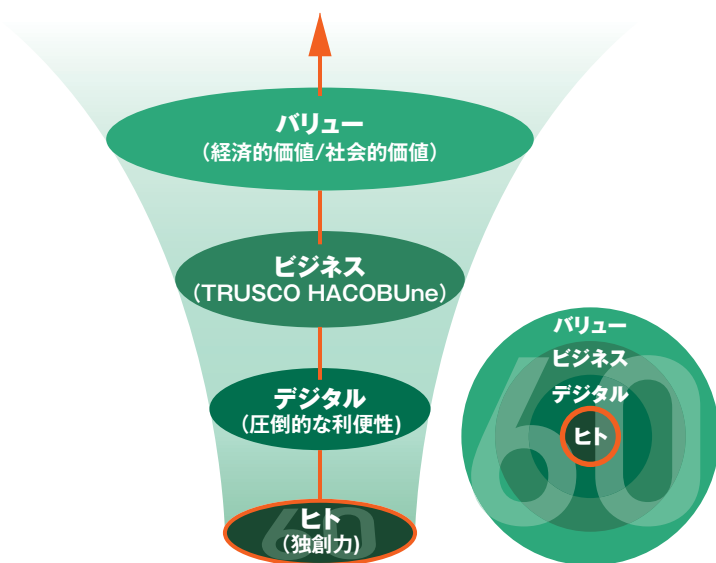 バリュー
（経済的価値/社会的価値）
ビジネス
（TRUSCO HACOBUne）
デジタル
（圧倒的な利便性)
ヒト
（独創力)
60
バリュー
ビジネス
デジタル
ヒト
60